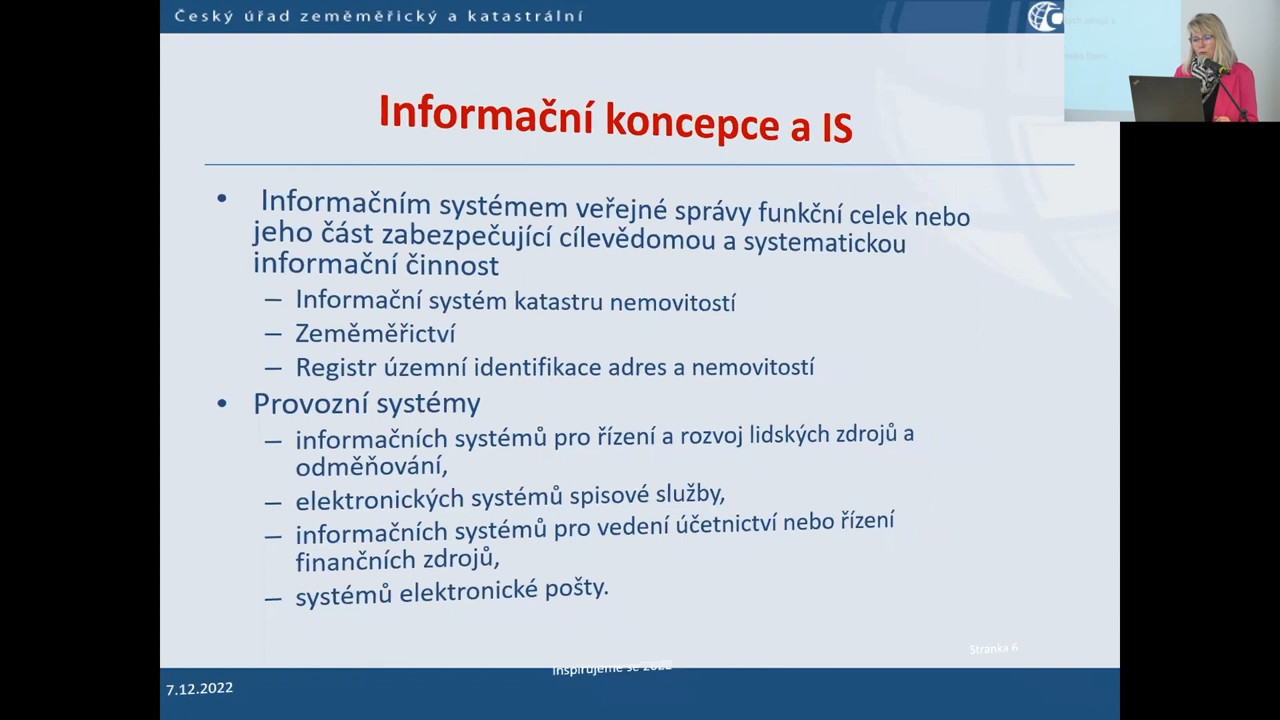 Český úřad zeměměřický a katastrální
Informační koncepce a IS
• Informačním systémem veřejné správy funkční celek nebo
jeho část zabezpečující cílevědomou a systematickou
informační činnost
– Informační systém katastru nemovitostí
– Zeměměřictví
– Registr územní identifikace adres a nemovitostí
• Provozní systémy
– informačních systémů pro řízení a rozvoj lidských zdrojů a
odměňování,
– elektronických systémů spisové služby,
– informačních systémů pro vedení účetnictví nebo řízení
finančních zdrojů,
– systémů elektronické pošty.
Stranka 6
Inspirujeme se 2022
7.12.2022